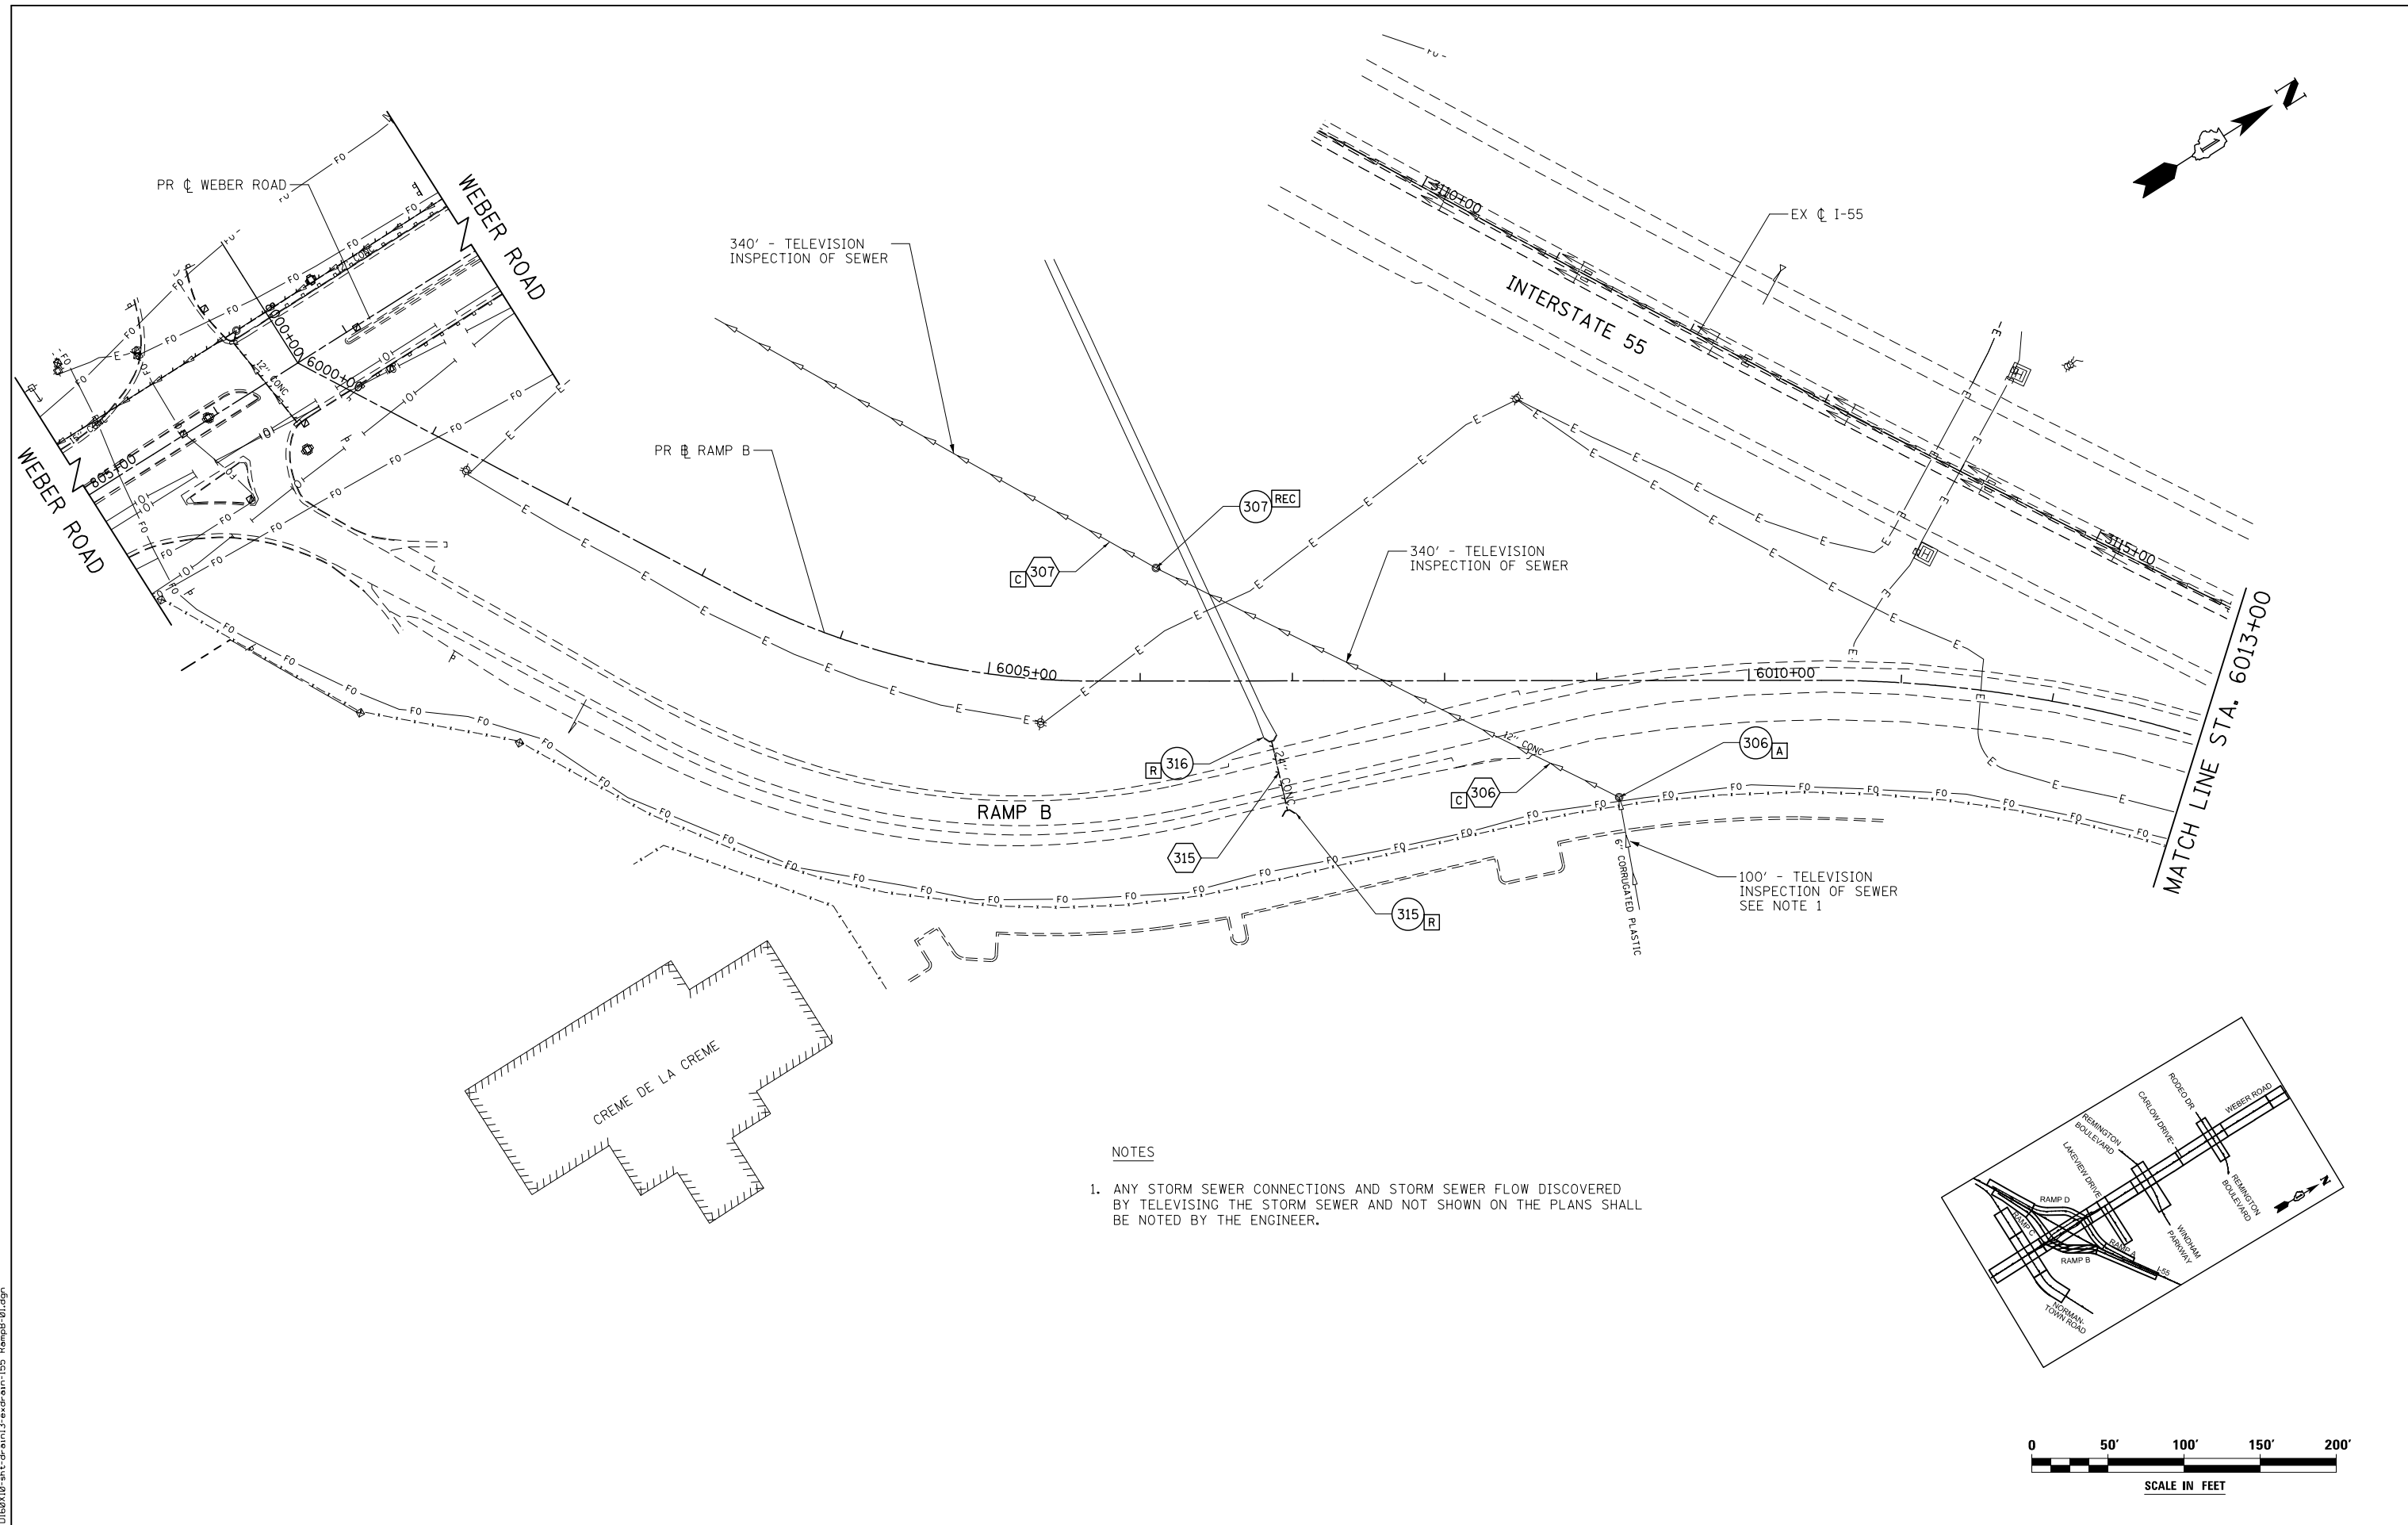 PR ℄ WEBER ROAD
WEBER ROAD
WEBER ROAD
805+00
6000+0
12" CONC
340' - TELEVISION
INSPECTION OF SEWER
PR ⅊ RAMP B
EX ℄ I-55
INTERSTATE 55
3110+00
3115+00
N
1
307 REC
C 307
340' - TELEVISION
INSPECTION OF SEWER
6005+00
6010+00
MATCH LINE STA. 6013+00
R 316
24" CONC
12" CONC
306 A
C 306
RAMP B
315
315 R
6" CORRUGATED PLASTIC
100' - TELEVISION
INSPECTION OF SEWER
SEE NOTE 1
CREME DE LA CREME
NOTES
1. ANY STORM SEWER CONNECTIONS AND STORM SEWER FLOW DISCOVERED
BY TELEVISING THE STORM SEWER AND NOT SHOWN ON THE PLANS SHALL
BE NOTED BY THE ENGINEER.
RODEO DR
WEBER ROAD
CARLOW DRIVE
REMINGTON
BOULEVARD
LAKEVIEW DRIVE
REMINGTON
BOULEVARD
WINDHAM
PARKWAY
RAMP D
RAMP C
RAMP A
RAMP B
I-55
NORMAN-
TOWN ROAD
N
0 50' 100' 150' 200'
SCALE IN FEET